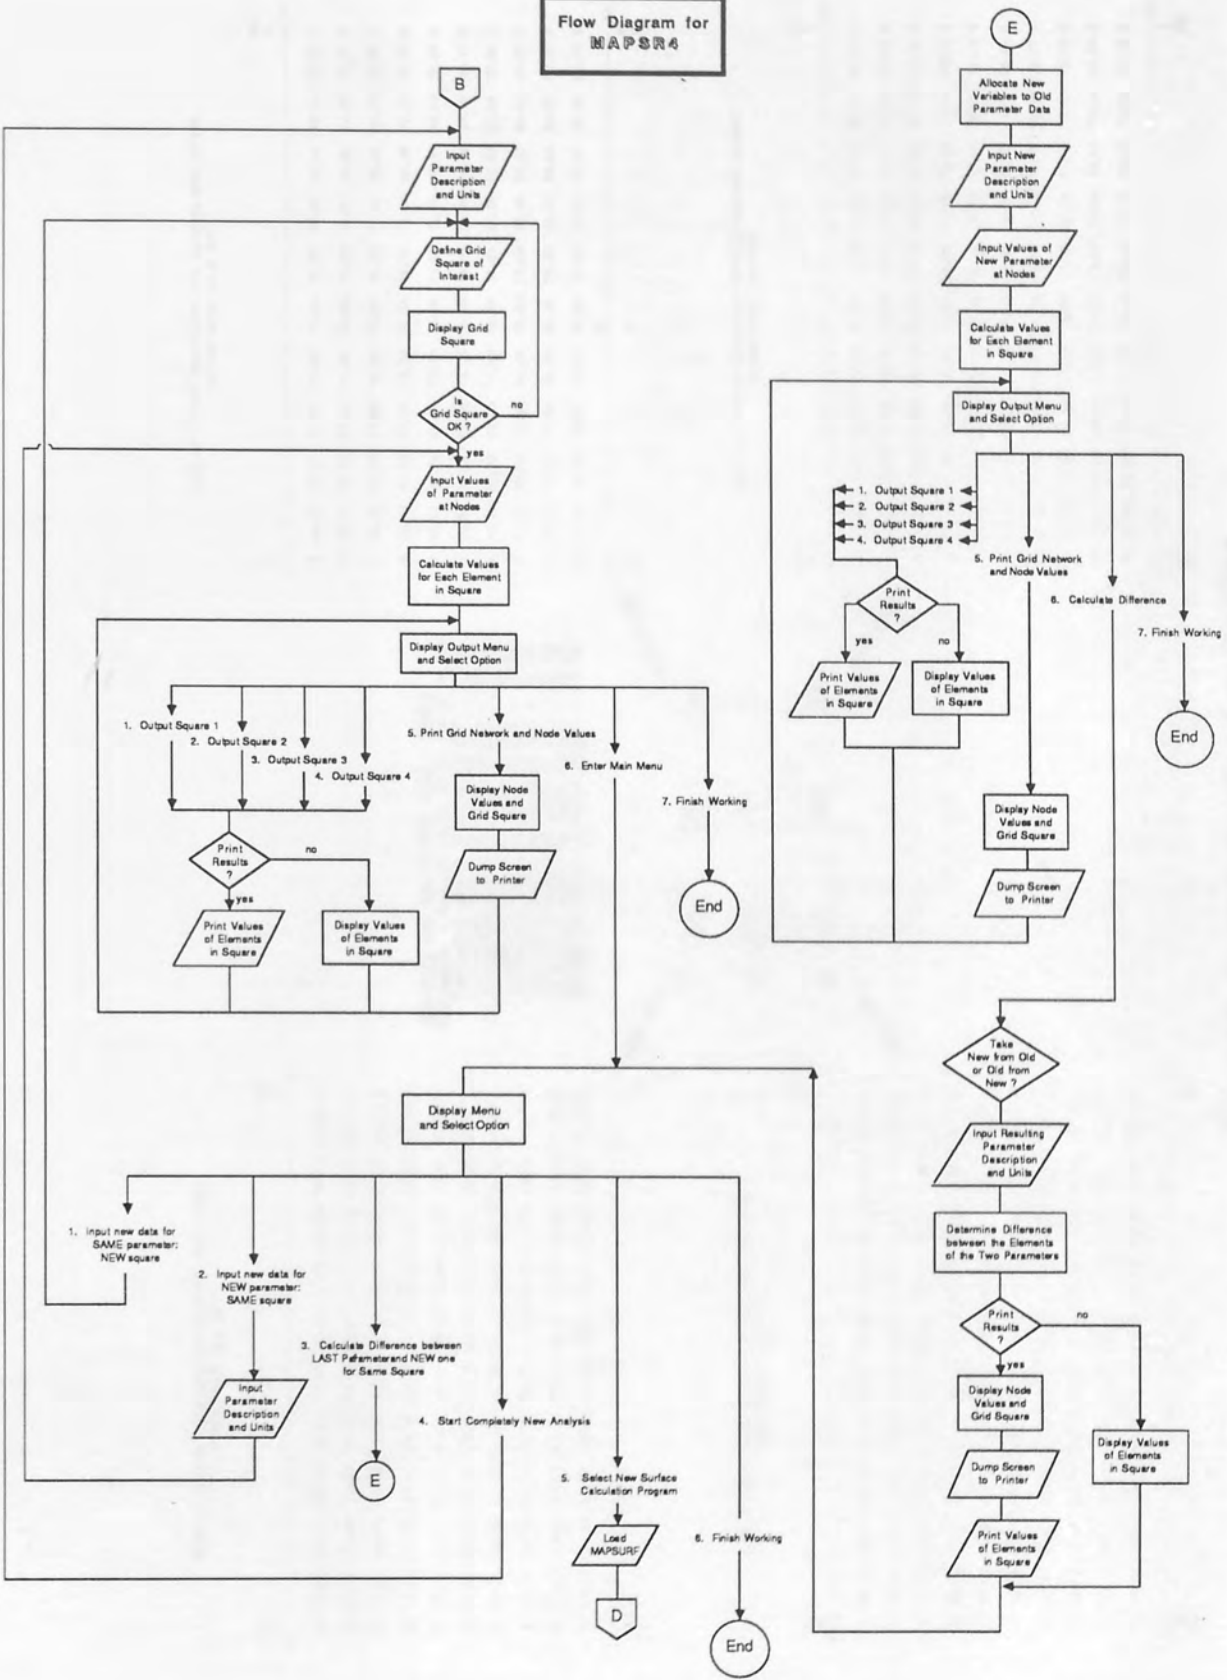 Flow Diagram for
MAPSR4
B
Input
Parameter
Description
and Units
Define Grid
Square of
Interest
Display Grid
Square
Is
Grid Square
OK ?
no
yes
Input Values
of Parameter
at Nodes
Calculate Values
for Each Element
in Square
Display Output Menu
and Select Option
1. Output Square 1
2. Output Square 2
3. Output Square 3
4. Output Square 4
5. Print Grid Network and Node Values
6. Enter Main Menu
7. Finish Working
Print
Results
?
no
yes
Print Values
of Elements
in Square
Display Values
of Elements
in Square
Display Node
Values and
Grid Square
Dump Screen
to Printer
End
Display Menu
and Select Option
1. Input new data for
SAME parameter:
NEW square
2. Input new data for
NEW parameter:
SAME square
Input
Parameter
Description
and Units
3. Calculate Difference between
LAST Parameter and NEW one
for Same Square
E
4. Start Completely New Analysis
5. Select New Surface
Calculation Program
Load
MAPSURF
D
6. Finish Working
End
E
Allocate New
Variables to Old
Parameter Data
Input New
Parameter
Description
and Units
Input Values of
New Parameter
at Nodes
Calculate Values
for Each Element
in Square
Display Output Menu
and Select Option
1. Output Square 1
2. Output Square 2
3. Output Square 3
4. Output Square 4
5. Print Grid Network
and Node Values
6. Calculate Difference
7. Finish Working
Print
Results
?
yes
no
Print Values
of Elements
in Square
Display Values
of Elements
in Square
End
Display Node
Values and
Grid Square
Dump Screen
to Printer
Take
New from Old
or Old from
New ?
Input Resulting
Parameter
Description
and Units
Determine Difference
between the Elements
of the Two Parameters
Print
Results
?
no
yes
Display Node
Values and
Grid Square
Dump Screen
to Printer
Print Values
of Elements
in Square
Display Values
of Elements
in Square